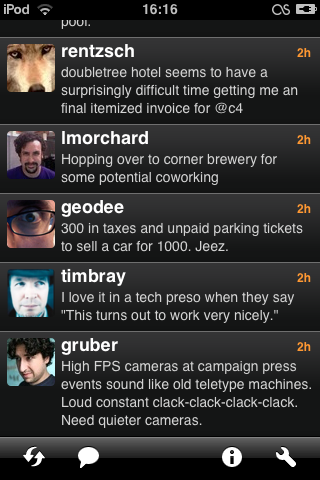 iPod 16:16
pool.
rentzsch 2h
doubletree hotel seems to have a
surprisingly difficult time getting me an
final itemized invoice for @c4
lmorchard 2h
Hopping over to corner brewery for
some potential coworking
geodee 2h
300 in taxes and unpaid parking tickets
to sell a car for 1000. Jeez.
timbray 2h
I love it in a tech preso when they say
"This turns out to work very nicely."
gruber 2h
High FPS cameras at campaign press
events sound like old teletype machines.
Loud constant clack-clack-clack-clack.
Need quieter cameras.